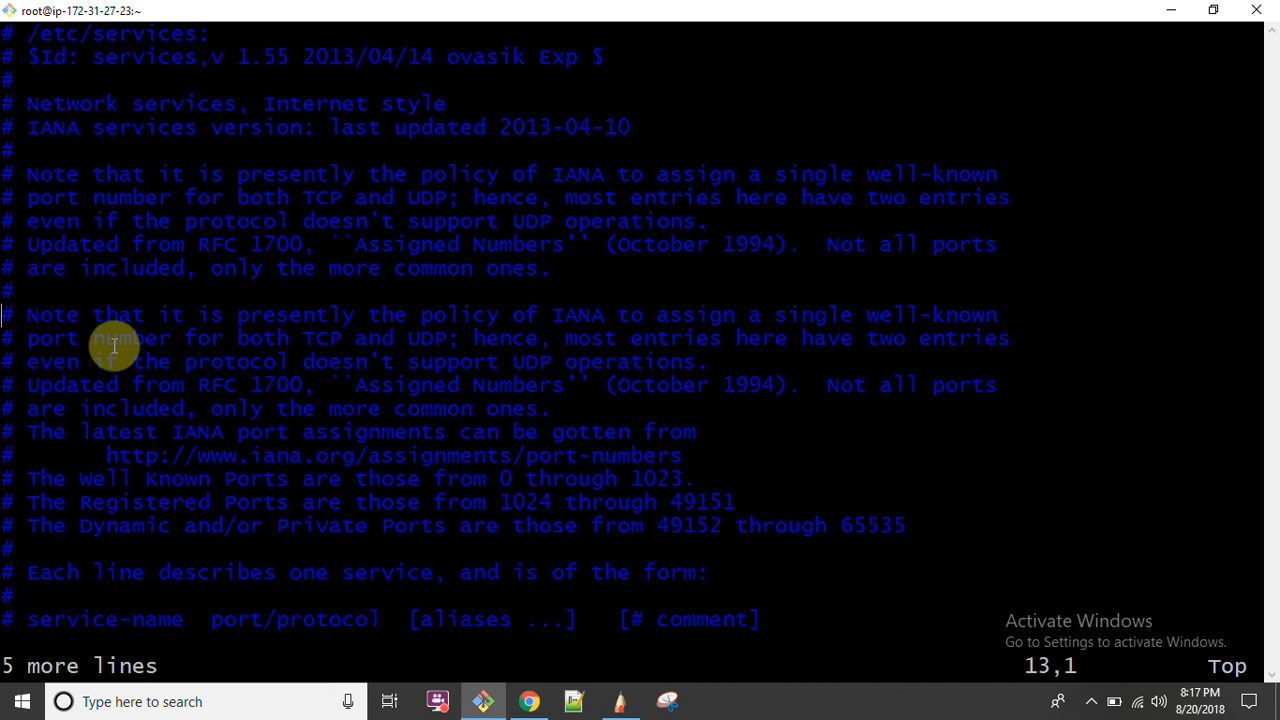 root@ip-172-31-27-23:~
# /etc/services:
# $Id: services,v 1.55 2013/04/14 ovasik Exp $
#
# Network services, Internet style
# IANA services version: last updated 2013-04-10
#
# Note that it is presently the policy of IANA to assign a single well-known
# port number for both TCP and UDP; hence, most entries here have two entries
# even if the protocol doesn't support UDP operations.
# Updated from RFC 1700, ``Assigned Numbers'' (October 1994).  Not all ports
# are included, only the more common ones.
#
# Note that it is presently the policy of IANA to assign a single well-known
# port number for both TCP and UDP; hence, most entries here have two entries
# even if the protocol doesn't support UDP operations.
# Updated from RFC 1700, ``Assigned Numbers'' (October 1994).  Not all ports
# are included, only the more common ones.
# The latest IANA port assignments can be gotten from
#       http://www.iana.org/assignments/port-numbers
# The Well Known Ports are those from 0 through 1023.
# The Registered Ports are those from 1024 through 49151
# The Dynamic and/or Private Ports are those from 49152 through 65535
#
# Each line describes one service, and is of the form:
#
# service-name  port/protocol  [aliases ...]   [# comment]
Activate Windows
Go to Settings to activate Windows.
5 more lines 13,1 Top
Type here to search
8:17 PM
8/20/2018